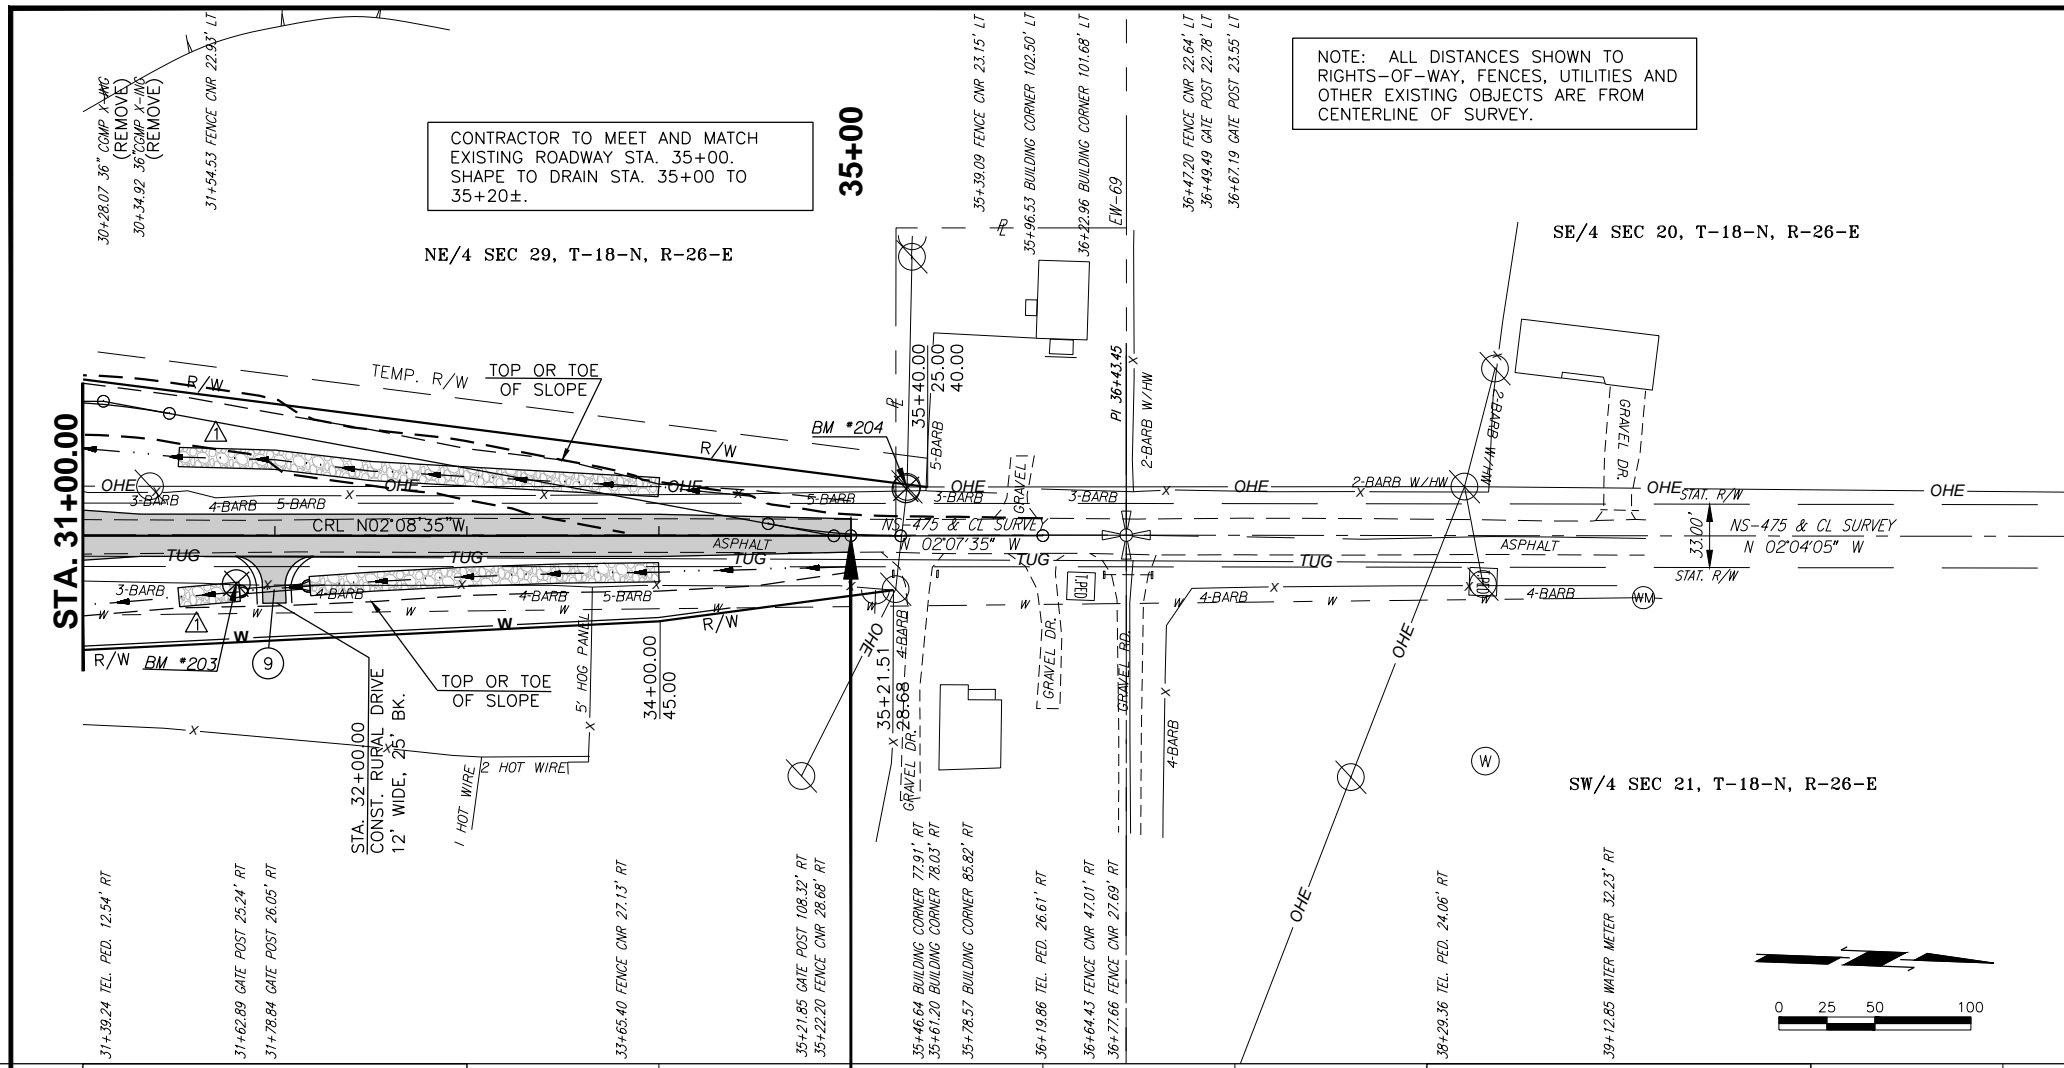 30+28.07 36" CGMP X-ING
(REMOVE)
30+34.92 36" CGMP X-ING
(REMOVE)
31+54.53 FENCE CNR 22.93' LT
CONTRACTOR TO MEET AND MATCH
EXISTING ROADWAY STA. 35+00.
SHAPE TO DRAIN STA. 35+00 TO
35+20±.
35+00
35+39.09 FENCE CNR 23.15' LT
35+96.53 BUILDING CORNER 102.50' LT
36+22.96 BUILDING CORNER 101.68' LT
EW-69
36+47.20 FENCE CNR 22.64' LT
36+49.49 GATE POST 22.78' LT
36+67.19 GATE POST 23.55' LT
NOTE: ALL DISTANCES SHOWN TO
RIGHTS-OF-WAY, FENCES, UTILITIES AND
OTHER EXISTING OBJECTS ARE FROM
CENTERLINE OF SURVEY.
NE/4 SEC 29, T-18-N, R-26-E
SE/4 SEC 20, T-18-N, R-26-E
PL
PL
STA. 31+00.00
R/W
TEMP. R/W
TOP OR TOE
OF SLOPE
R/W
BM #204
35+40.00
25.00
40.00
5-BARB
PI 36+43.45
2-BARB W/HW
2-BARB W/HW
GRAVEL DR.
1
OHE
3-BARB
4-BARB
5-BARB
OHE
OHE
5-BARB
OHE
3-BARB
GRAVEL
3-BARB
OHE
2-BARB W/HW
OHE
STAT. R/W
OHE
CRL N02°08'35"W
NS-475 & CL SURVEY
N 02°07'35" W
33.00'
NS-475 & CL SURVEY
N 02°04'05" W
ASPHALT
ASPHALT
TUG
TUG
TUG
TUG
TUG
STAT. R/W
3-BARB
4-BARB
4-BARB
5-BARB
T.PED
T.PED
4-BARB
4-BARB
WM
W
W
W
W
W
W
W
W
W
W
W
1
R/W
BM #203
9
R/W
TOP OR TOE
OF SLOPE
5' HOG PANEL
34+00.00
45.00
OHE
35+21.51
28.68
4-BARB
GRAVEL DR.
GRAVEL DR.
GRAVEL RD.
4-BARB
OHE
STA. 32+00.00
CONST. RURAL DRIVE
12' WIDE, 25' BK.
1 HOT WIRE
2 HOT WIRE
W
SW/4 SEC 21, T-18-N, R-26-E
OHE
31+39.24 TEL. PED. 12.54' RT
31+62.89 GATE POST 25.24' RT
31+78.84 GATE POST 26.05' RT
33+65.40 FENCE CNR 27.13' RT
35+21.85 GATE POST 108.32' RT
35+22.20 FENCE CNR 28.68' RT
35+46.64 BUILDING CORNER 77.91' RT
35+61.20 BUILDING CORNER 78.03' RT
35+78.57 BUILDING CORNER 85.82' RT
36+19.86 TEL. PED. 26.61' RT
36+64.43 FENCE CNR 47.01' RT
36+77.66 FENCE CNR 27.69' RT
38+29.36 TEL. PED. 24.06' RT
39+12.85 WATER METER 32.23' RT
0 25 50 100